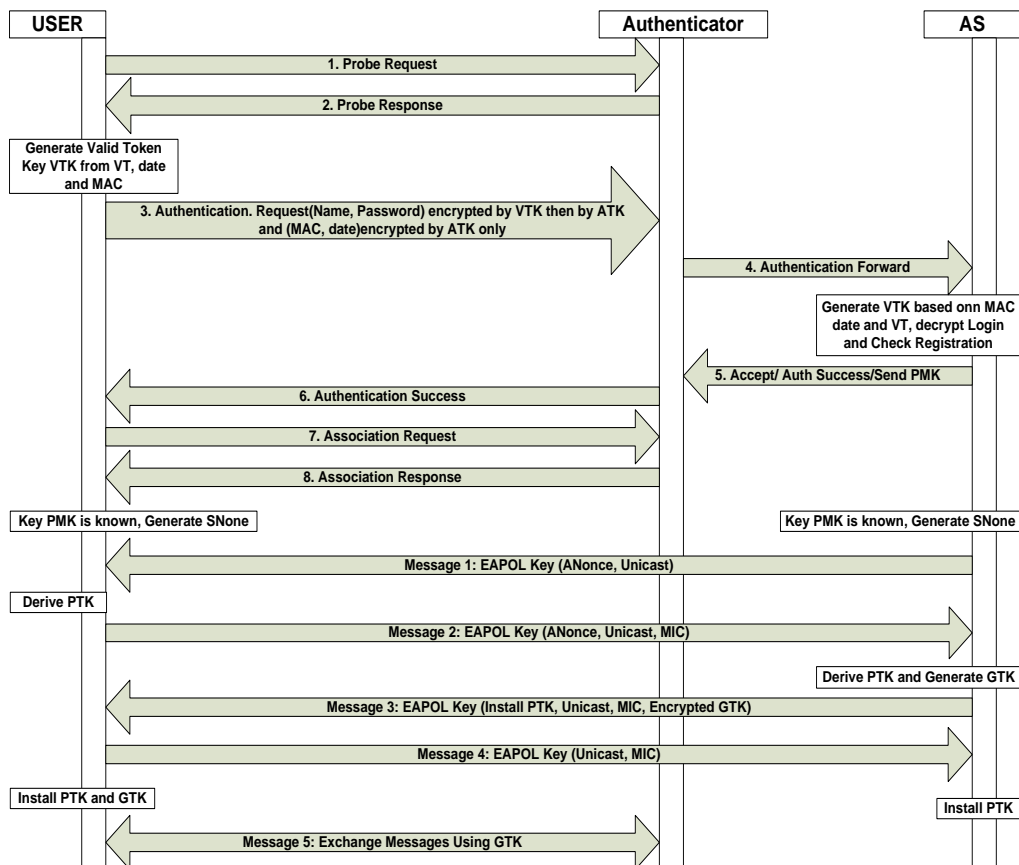 USER
Authenticator
AS
1. Probe Request
2. Probe Response
Generate Valid Token
Key VTK from VT, date
and MAC
3. Authentication. Request(Name, Password) encrypted by VTK then by ATK
and (MAC, date)encrypted by ATK only
4. Authentication Forward
Generate VTK based onn MAC
date and VT, decrypt Login
and Check Registration
5. Accept/ Auth Success/Send PMK
6. Authentication Success
7. Association Request
8. Association Response
Key PMK is known, Generate SNone
Key PMK is known, Generate SNone
Message 1: EAPOL Key (ANonce, Unicast)
Derive PTK
Message 2: EAPOL Key (ANonce, Unicast, MIC)
Derive PTK and Generate GTK
Message 3: EAPOL Key (Install PTK, Unicast, MIC, Encrypted GTK)
Message 4: EAPOL Key (Unicast, MIC)
Install PTK and GTK
Install PTK
Message 5: Exchange Messages Using GTK